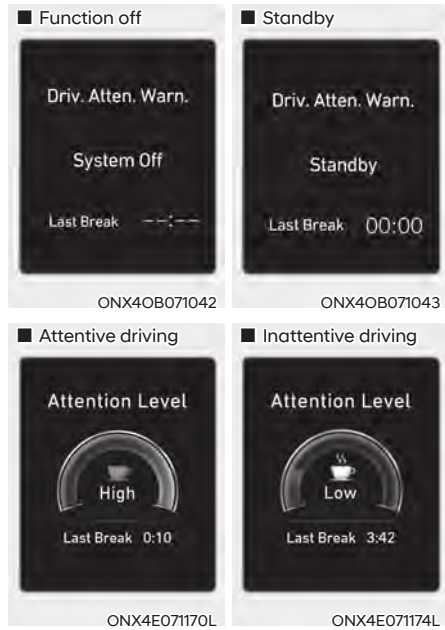 ■ Function off
Driv. Atten. Warn.
System Off
Last Break --:--
ONX4OB071042
■ Standby
Driv. Atten. Warn.
Standby
Last Break 00:00
ONX4OB071043
■ Attentive driving
Attention Level
High
Last Break 0:10
ONX4E071170L
■ Inattentive driving
Attention Level
Low
Last Break 3:42
ONX4E071174L